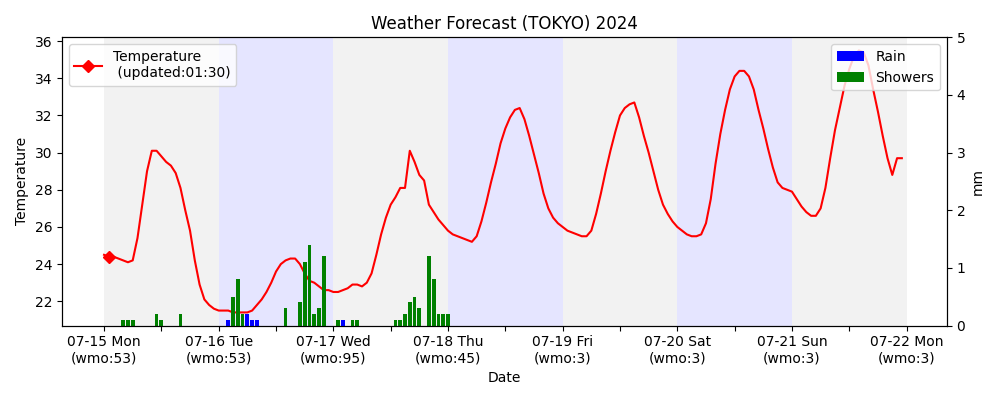 Weather Forecast (TOKYO) 2024
Temperature
(updated:01:30)
Rain
Showers
36
34
32
30
28
26
24
22
Temperature
5
4
3
2
1
0
mm
07-15 Mon
(wmo:53)
07-16 Tue
(wmo:53)
07-17 Wed
(wmo:95)
07-18 Thu
(wmo:45)
07-19 Fri
(wmo:3)
07-20 Sat
(wmo:3)
07-21 Sun
(wmo:3)
07-22 Mon
(wmo:3)
Date